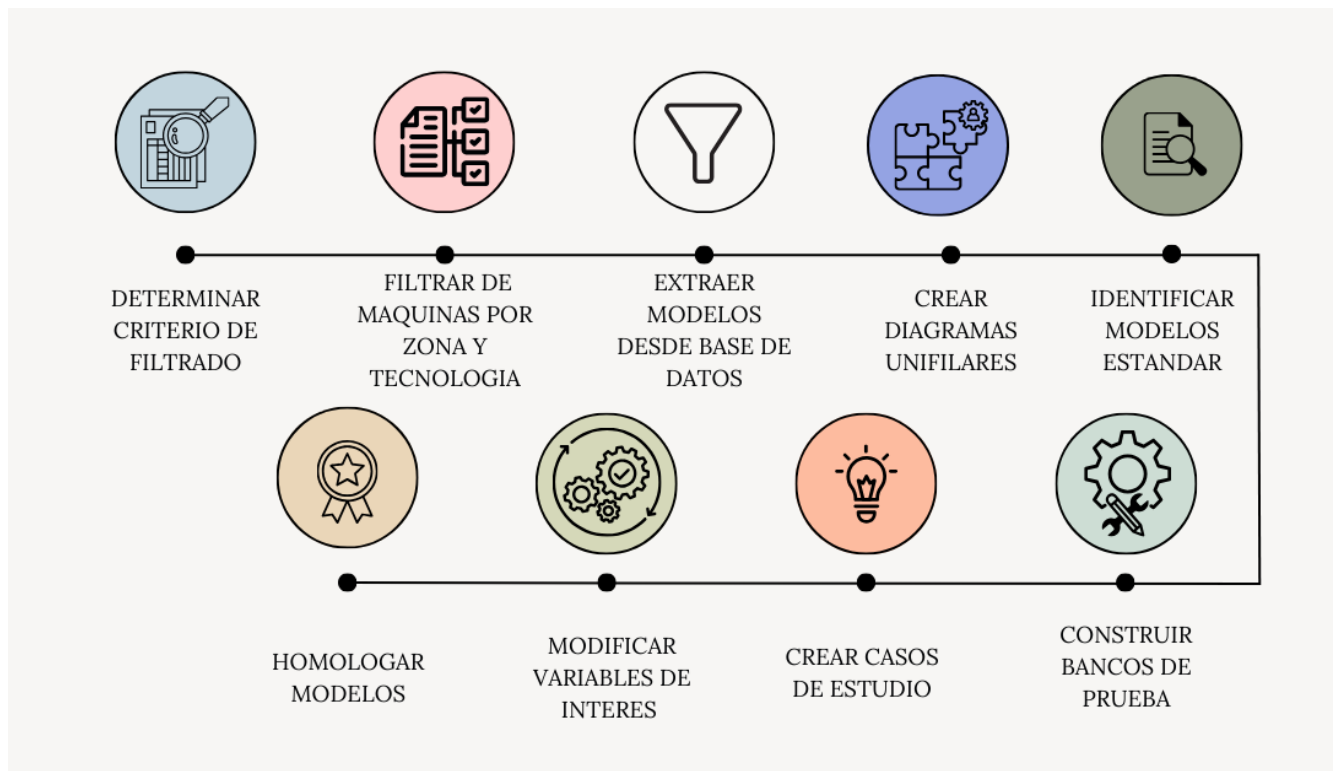 DETERMINAR
CRITERIO DE
FILTRADO
FILTRAR DE
MAQUINAS POR
ZONA Y
TECNOLOGIA
EXTRAER
MODELOS
DESDE BASE DE
DATOS
CREAR
DIAGRAMAS
UNIFILARES
IDENTIFICAR
MODELOS
ESTANDAR
HOMOLOGAR
MODELOS
MODIFICAR
VARIABLES DE
INTERES
CREAR CASOS
DE ESTUDIO
CONSTRUIR
BANCOS DE
PRUEBA